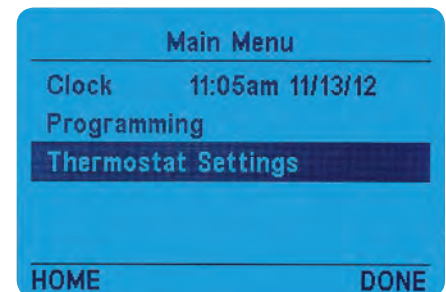 Main Menu
Clock 11:05am 11/13/12
Programming
Thermostat Settings
HOME DONE